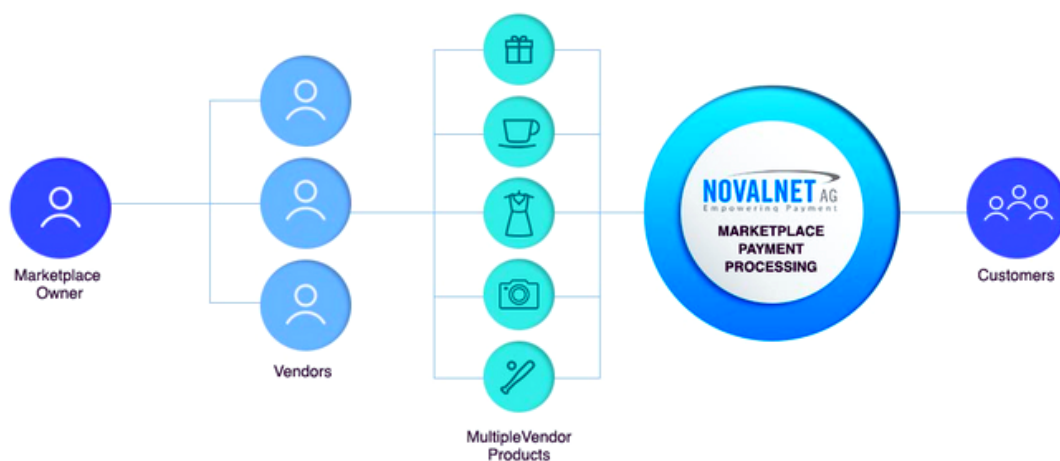 Marketplace
Owner
Vendors
MultipleVendor
Products
NOVALNET AG
Empowering Payment
MARKETPLACE
PAYMENT
PROCESSING
Customers